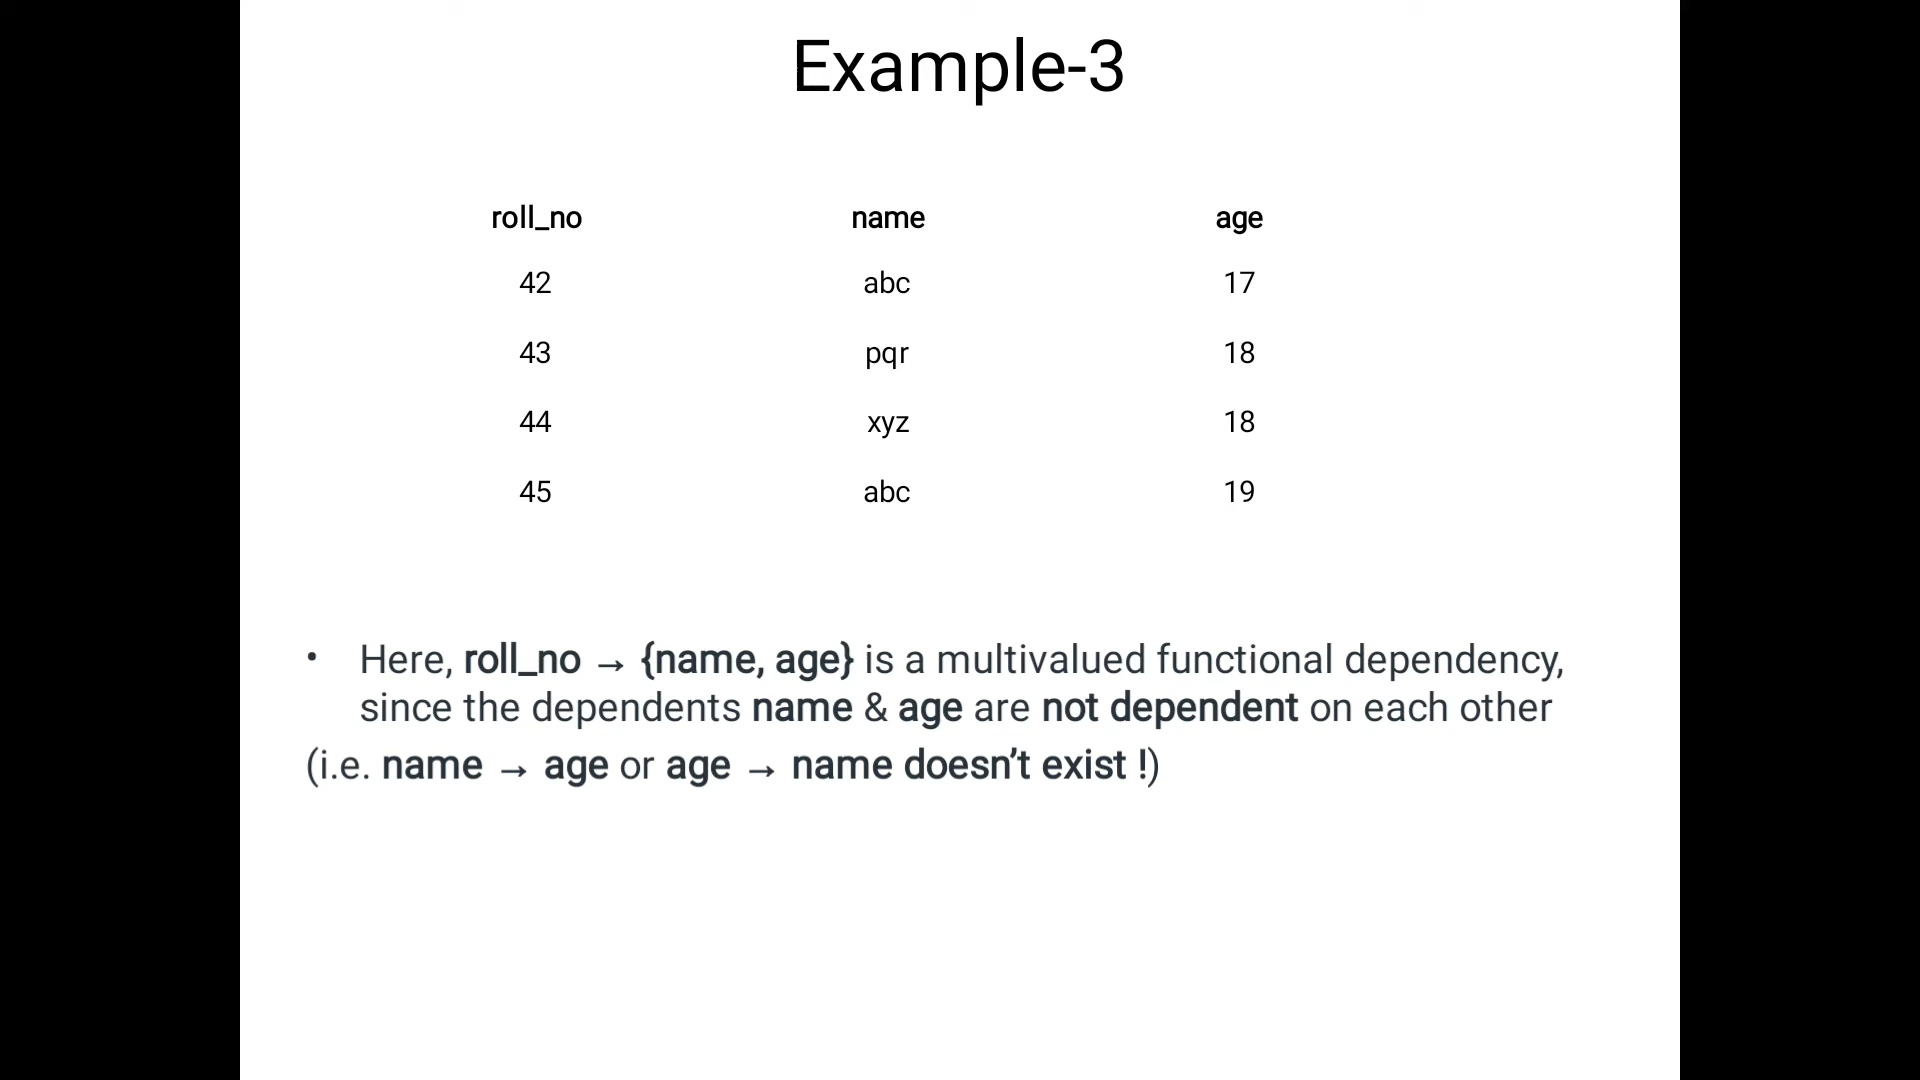 Example-3
roll_no name age
42 abc 17
43 pqr 18
44 xyz 18
45 abc 19
• Here, roll_no → {name, age} is a multivalued functional dependency,
since the dependents name & age are not dependent on each other
(i.e. name → age or age → name doesn’t exist !)